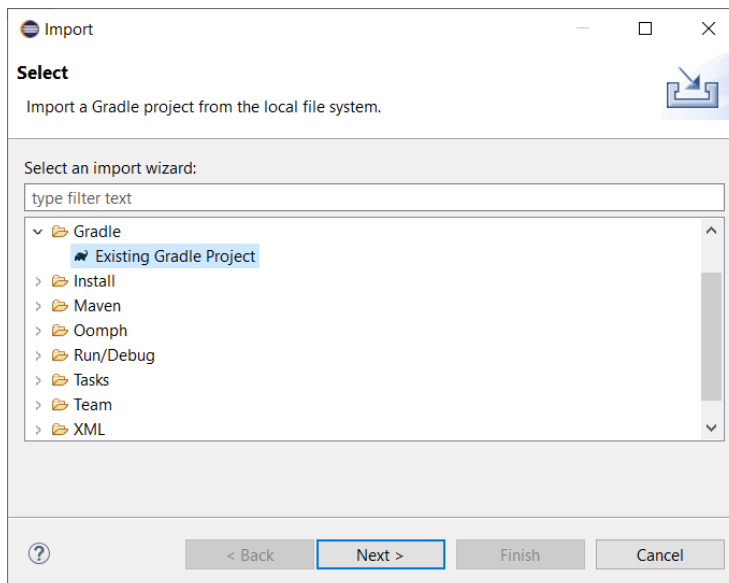 Import
Select
Import a Gradle project from the local file system.
Select an import wizard:
type filter text
Gradle
Existing Gradle Project
Install
Maven
Oomph
Run/Debug
Tasks
Team
XML
?
< Back Next > Finish Cancel